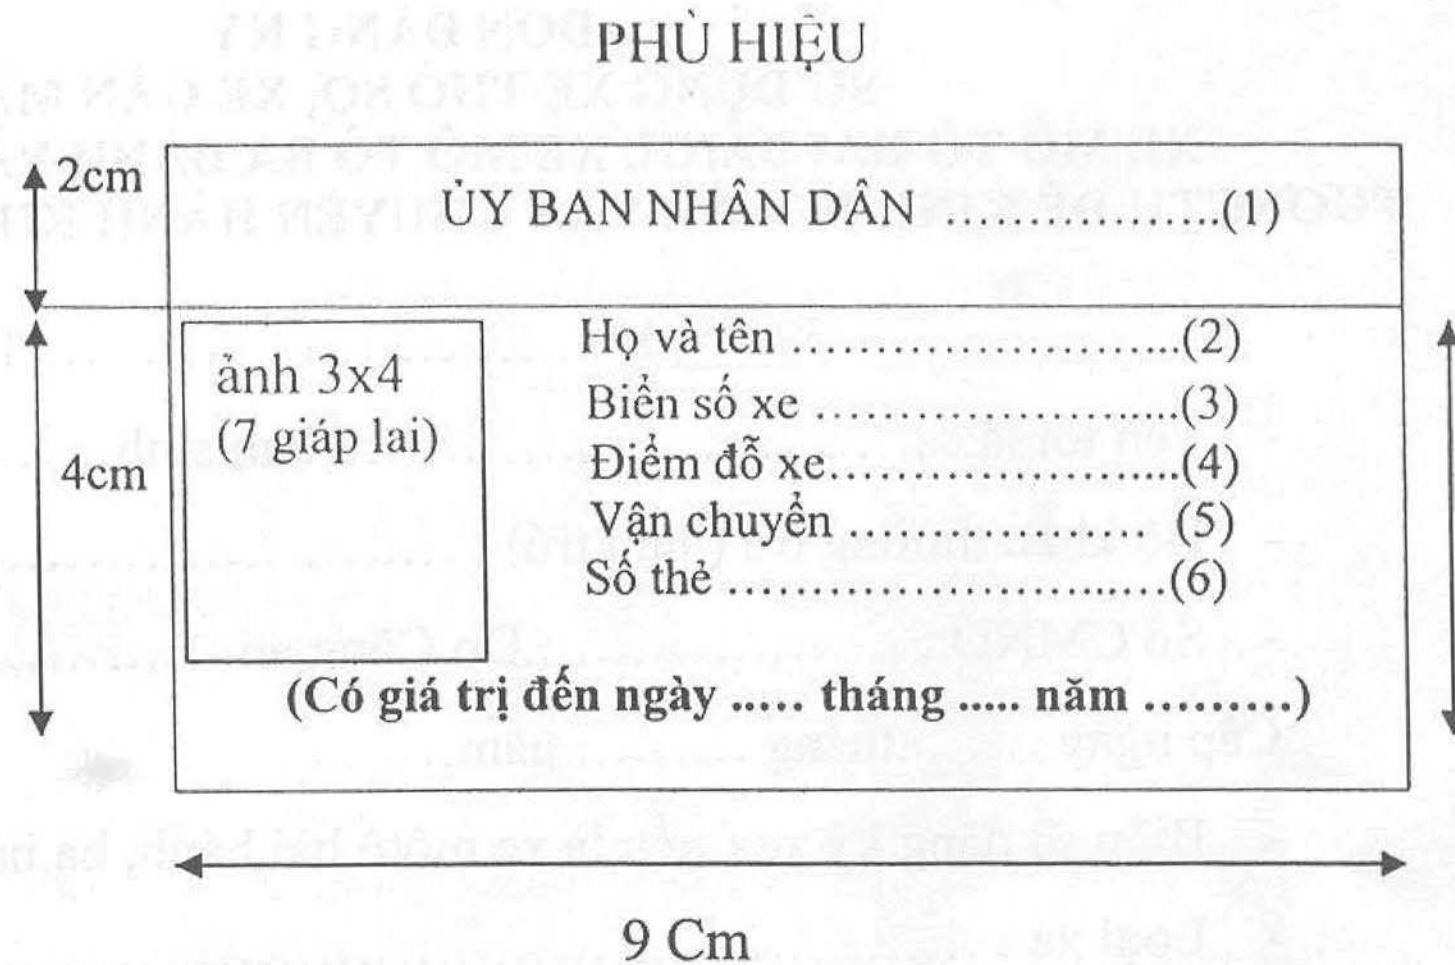 PHÙ HIỆU
2cm
ỦY BAN NHÂN DÂN ..................(1)
4cm
ảnh 3x4
(7 giáp lai)
Họ và tên .........................(2)
Biển số xe ........................(3)
Điểm đỗ xe.......................(4)
Vận chuyển ................... (5)
Số thẻ ............................(6)
(Có giá trị đến ngày ..... tháng ..... năm .........)
9 Cm